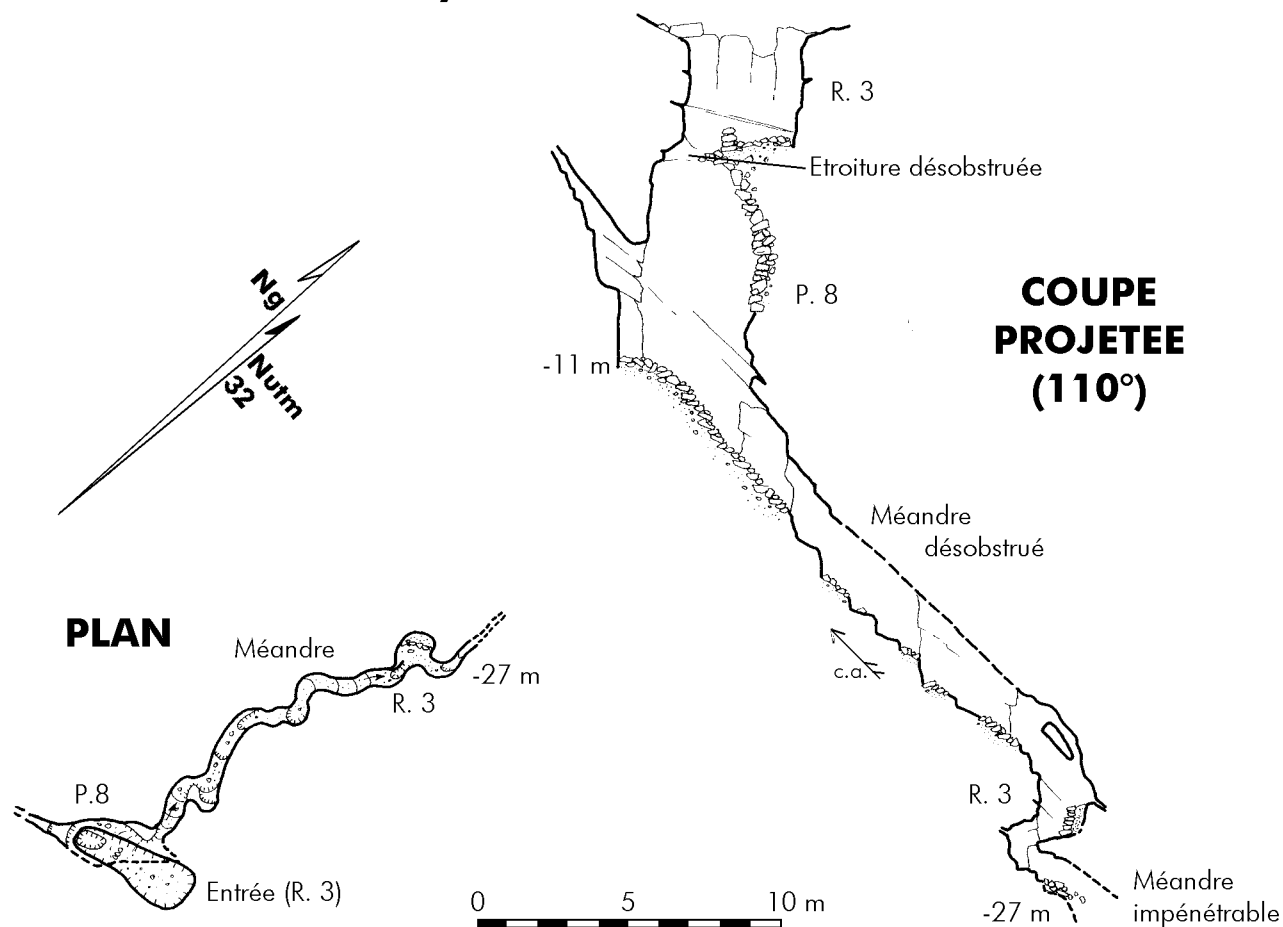 R. 3
Etroiture désobstruée
P. 8
COUPE
PROJETEE
(110°)
Ng
Nutm
32
-11 m
Méandre
désobstrué
c.a.
PLAN
Méandre
R. 3
-27 m
P.8
Entrée (R. 3)
R. 3
Méandre
impénétrable
-27 m
0 5 10 m